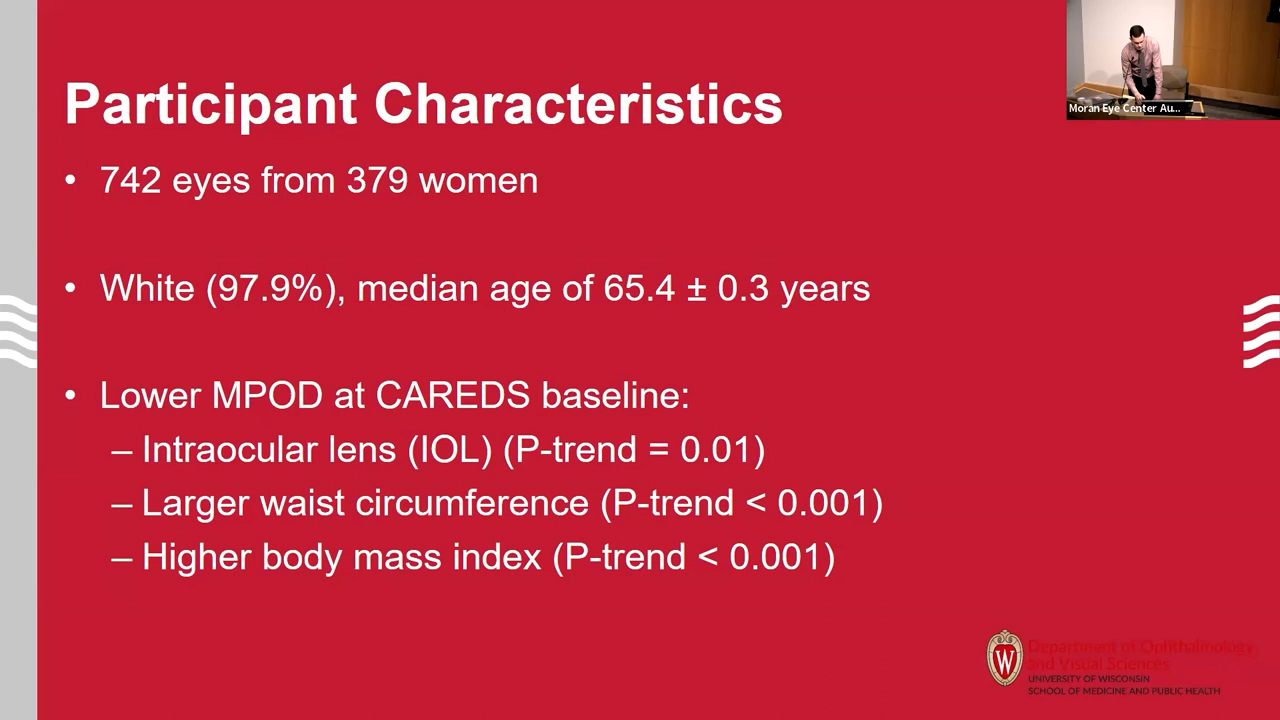 Participant Characteristics
• 742 eyes from 379 women
• White (97.9%), median age of 65.4 ± 0.3 years
• Lower MPOD at CAREDS baseline:
– Intraocular lens (IOL) (P-trend = 0.01)
– Larger waist circumference (P-trend < 0.001)
– Higher body mass index (P-trend < 0.001)
Moran Eye Center Au...
W
Department of Ophthalmology
and Visual Sciences
UNIVERSITY OF WISCONSIN
SCHOOL OF MEDICINE AND PUBLIC HEALTH